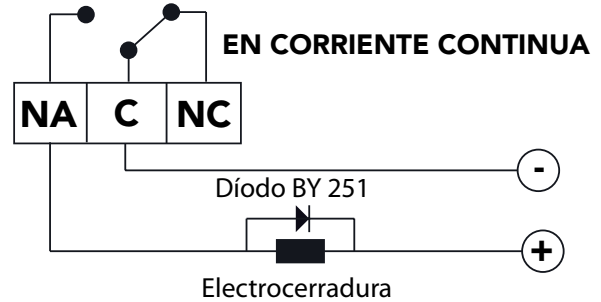 EN CORRIENTE CONTINUA
NA C NC
-
Díodo BY 251
+
Electrocerradura